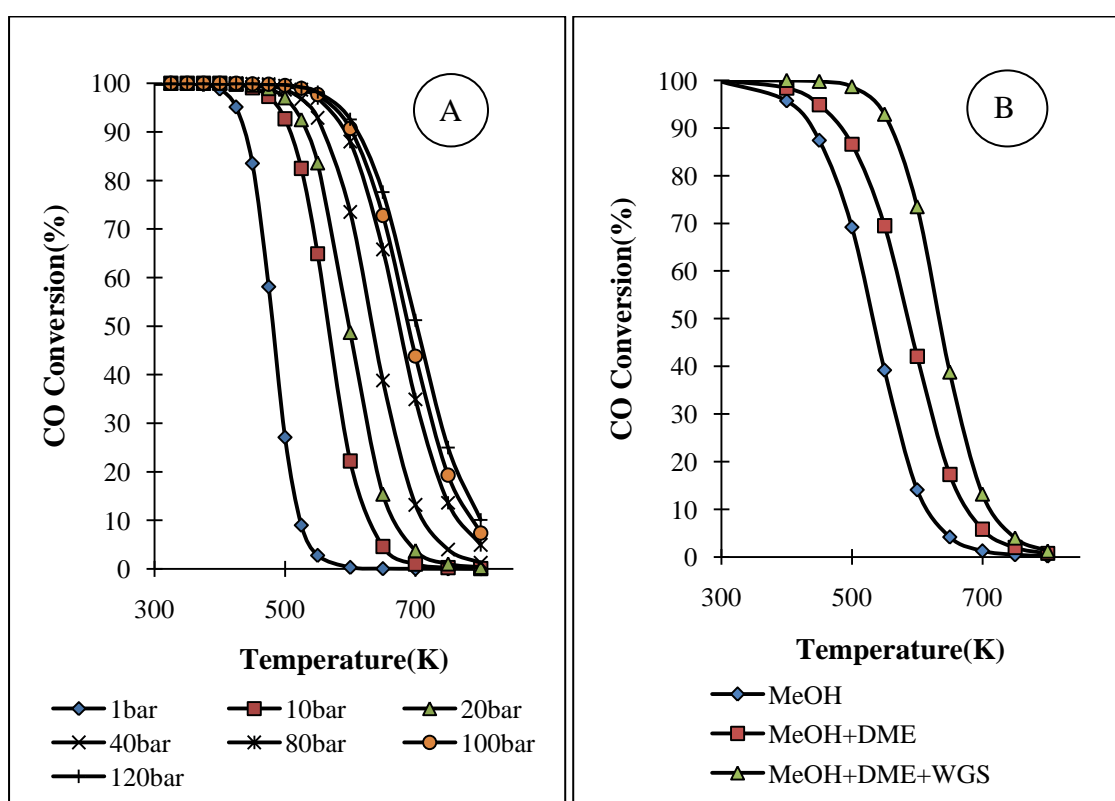 A
100
90
80
70
60
50
40
30
20
10
0
CO Conversion(%)
300 500 700
Temperature(K)
1bar 10bar 20bar
40bar 80bar 100bar
120bar
B
100
90
80
70
60
50
40
30
20
10
0
CO Conversion(%)
300 500 700
Temperature(K)
MeOH
MeOH+DME
MeOH+DME+WGS